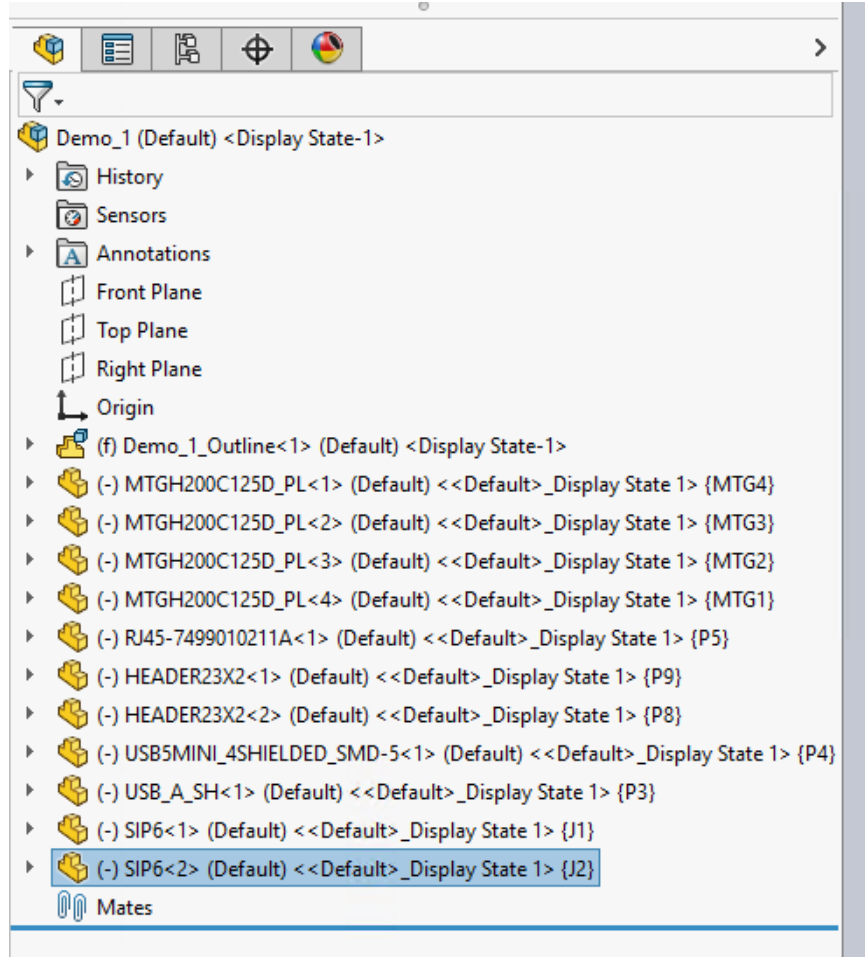 Demo_1 (Default) <Display State-1>
History
Sensors
A Annotations
Front Plane
Top Plane
Right Plane
Origin
(f) Demo_1_Outline<1> (Default) <Display State-1>
(-) MTGH200C125D_PL<1> (Default) <<Default>_Display State 1> {MTG4}
(-) MTGH200C125D_PL<2> (Default) <<Default>_Display State 1> {MTG3}
(-) MTGH200C125D_PL<3> (Default) <<Default>_Display State 1> {MTG2}
(-) MTGH200C125D_PL<4> (Default) <<Default>_Display State 1> {MTG1}
(-) RJ45-7499010211A<1> (Default) <<Default>_Display State 1> {P5}
(-) HEADER23X2<1> (Default) <<Default>_Display State 1> {P9}
(-) HEADER23X2<2> (Default) <<Default>_Display State 1> {P8}
(-) USB5MINI_4SHIELDED_SMD-5<1> (Default) <<Default>_Display State 1> {P4}
(-) USB_A_SH<1> (Default) <<Default>_Display State 1> {P3}
(-) SIP6<1> (Default) <<Default>_Display State 1> {J1}
(-) SIP6<2> (Default) <<Default>_Display State 1> {J2}
Mates